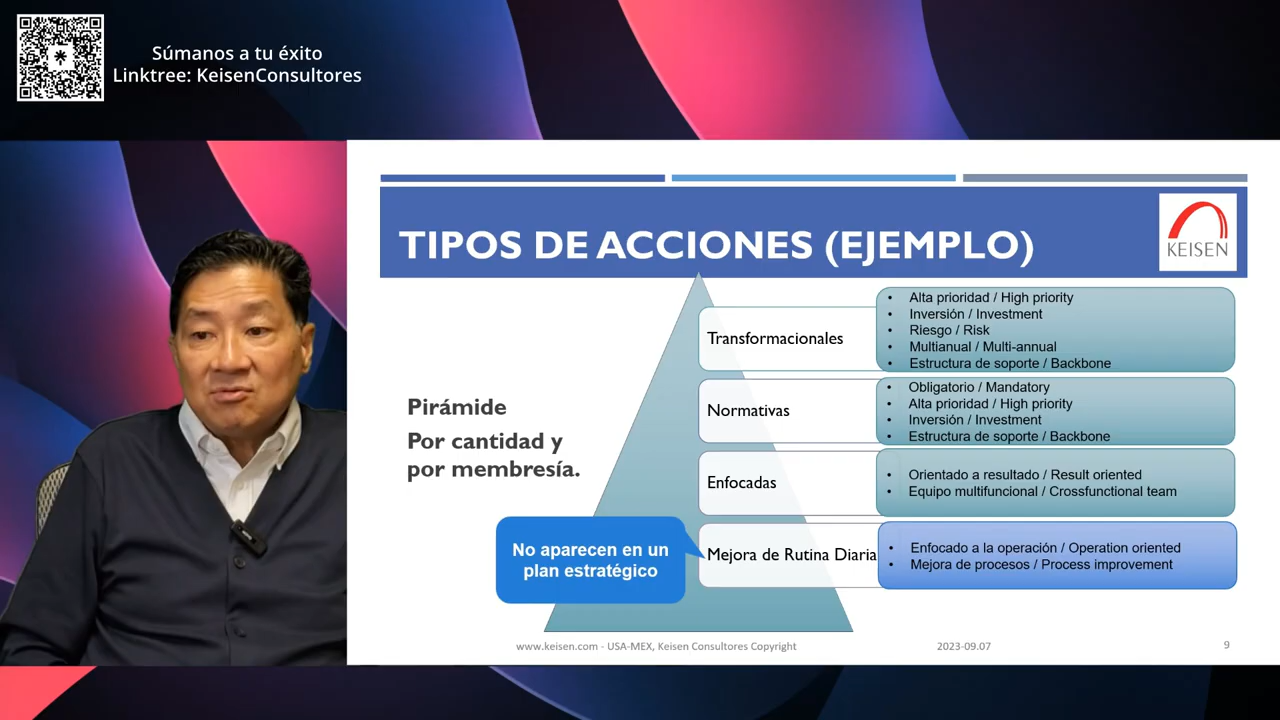 Súmanos a tu éxito
Linktree: KeisenConsultores
TIPOS DE ACCIONES (EJEMPLO)
KEISEN
Pirámide
Por cantidad y
por membresía.
Transformacionales
• Alta prioridad / High priority
• Inversión / Investment
• Riesgo / Risk
• Multianual / Multi-annual
• Estructura de soporte / Backbone
Normativas
• Obligatorio / Mandatory
• Alta prioridad / High priority
• Inversión / Investment
• Estructura de soporte / Backbone
Enfocadas
• Orientado a resultado / Result oriented
• Equipo multifuncional / Crossfunctional team
No aparecen en un
plan estratégico
Mejora de Rutina Diaria
• Enfocado a la operación / Operation oriented
• Mejora de procesos / Process improvement
www.keisen.com - USA-MEX, Keisen Consultores Copyright
2023-09.07
9